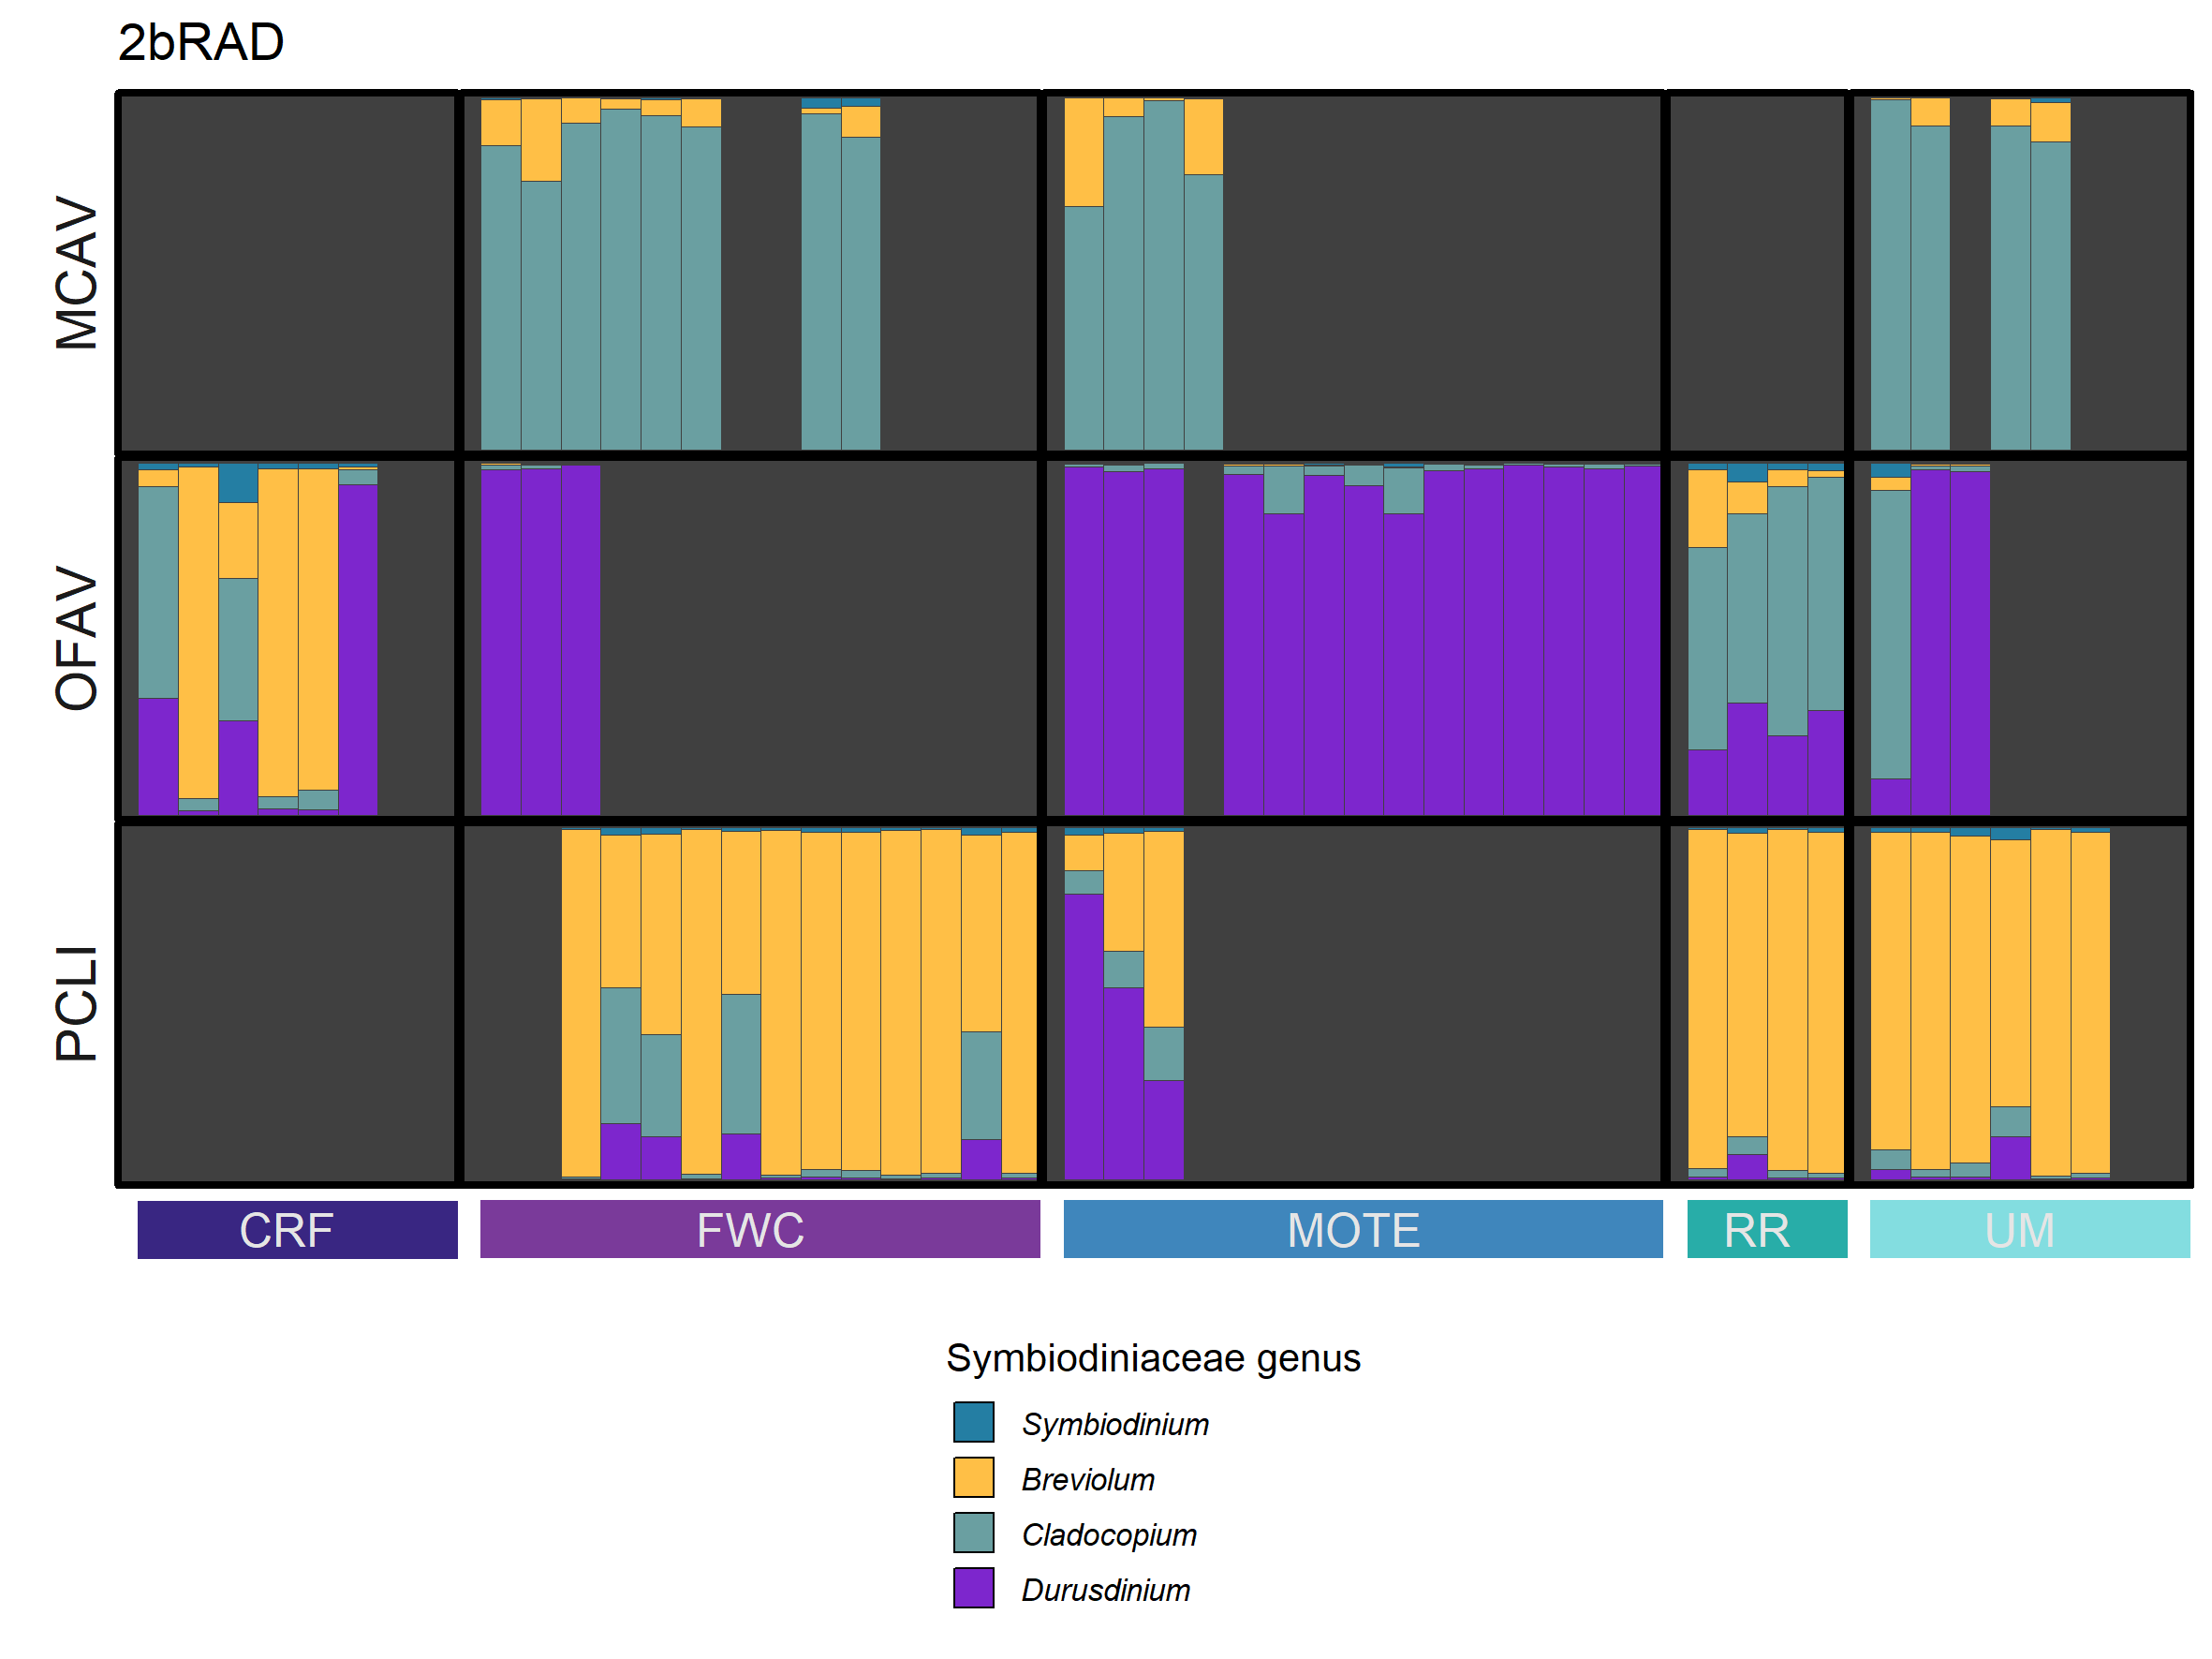 2bRAD
MCAV
OFAV
PCLI
CRF FWC MOTE RR UM
Symbiodiniaceae genus
Symbiodinium
Breviolum
Cladocopium
Durusdinium